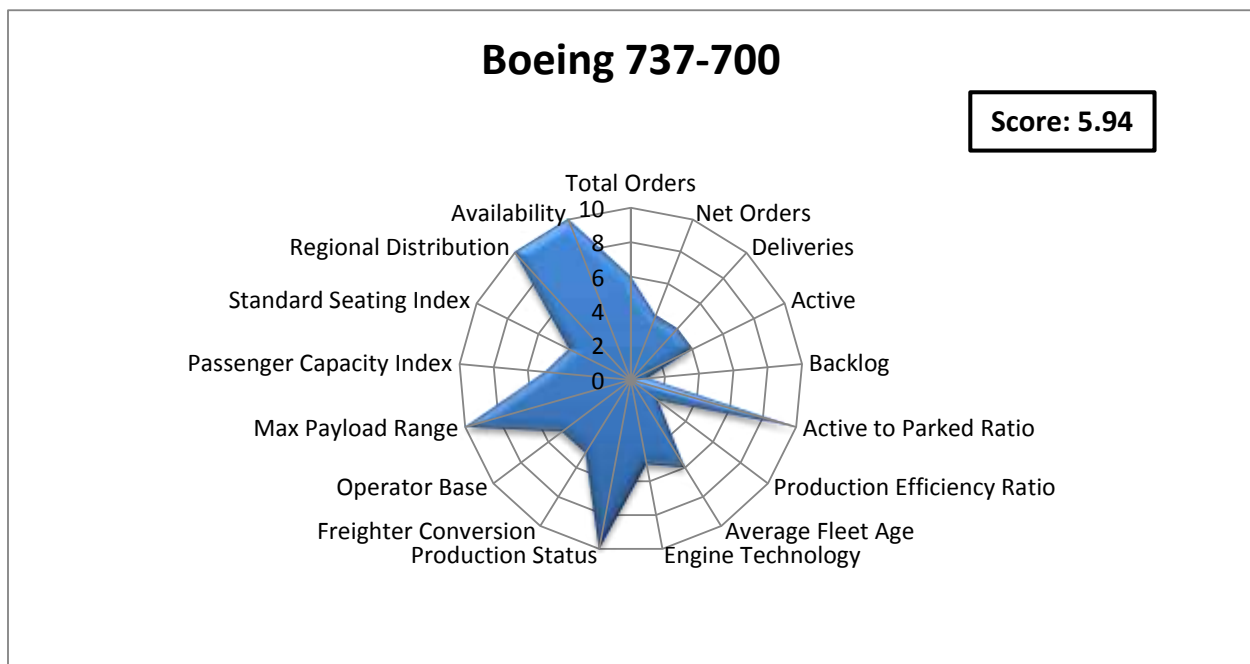 Boeing 737-700
Score: 5.94
Total Orders
Net Orders
Deliveries
Active
Backlog
Active to Parked Ratio
Production Efficiency Ratio
Average Fleet Age
Engine Technology
Production Status
Freighter Conversion
Operator Base
Max Payload Range
Passenger Capacity Index
Standard Seating Index
Regional Distribution
Availability
10
8
6
4
2
0